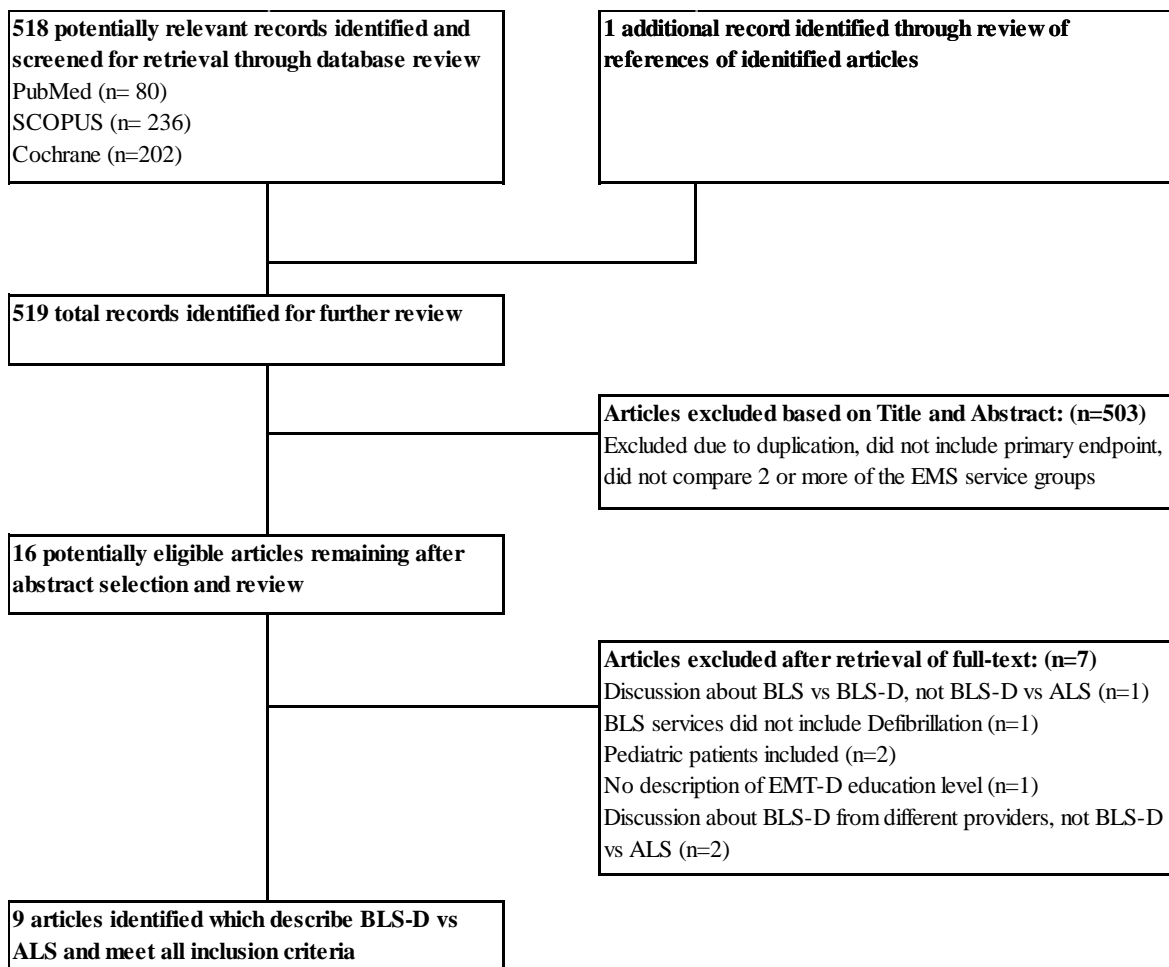 518 potentially relevant records identified and
screened for retrieval through database review
PubMed (n= 80)
SCOPUS (n= 236)
Cochrane (n=202)
1 additional record identified through review of
references of idenitified articles
519 total records identified for further review
Articles excluded based on Title and Abstract: (n=503)
Excluded due to duplication, did not include primary endpoint,
did not compare 2 or more of the EMS service groups
16 potentially eligible articles remaining after
abstract selection and review
Articles excluded after retrieval of full-text: (n=7)
Discussion about BLS vs BLS-D, not BLS-D vs ALS (n=1)
BLS services did not include Defibrillation (n=1)
Pediatric patients included (n=2)
No description of EMT-D education level (n=1)
Discussion about BLS-D from different providers, not BLS-D
vs ALS (n=2)
9 articles identified which describe BLS-D vs
ALS and meet all inclusion criteria